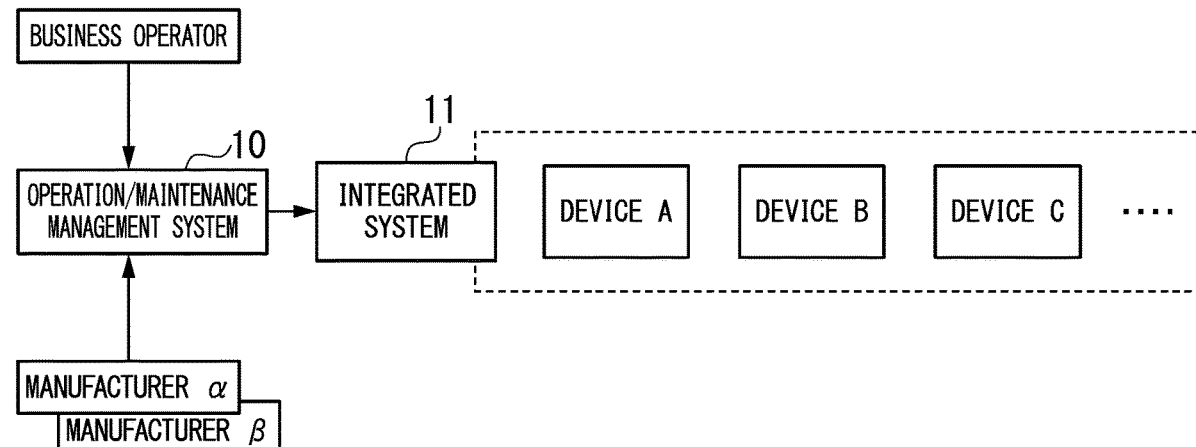 BUSINESS OPERATOR
10
11
OPERATION/MAINTENANCE
MANAGEMENT SYSTEM
INTEGRATED
SYSTEM
DEVICE A
DEVICE B
DEVICE C
....
MANUFACTURER α
MANUFACTURER β